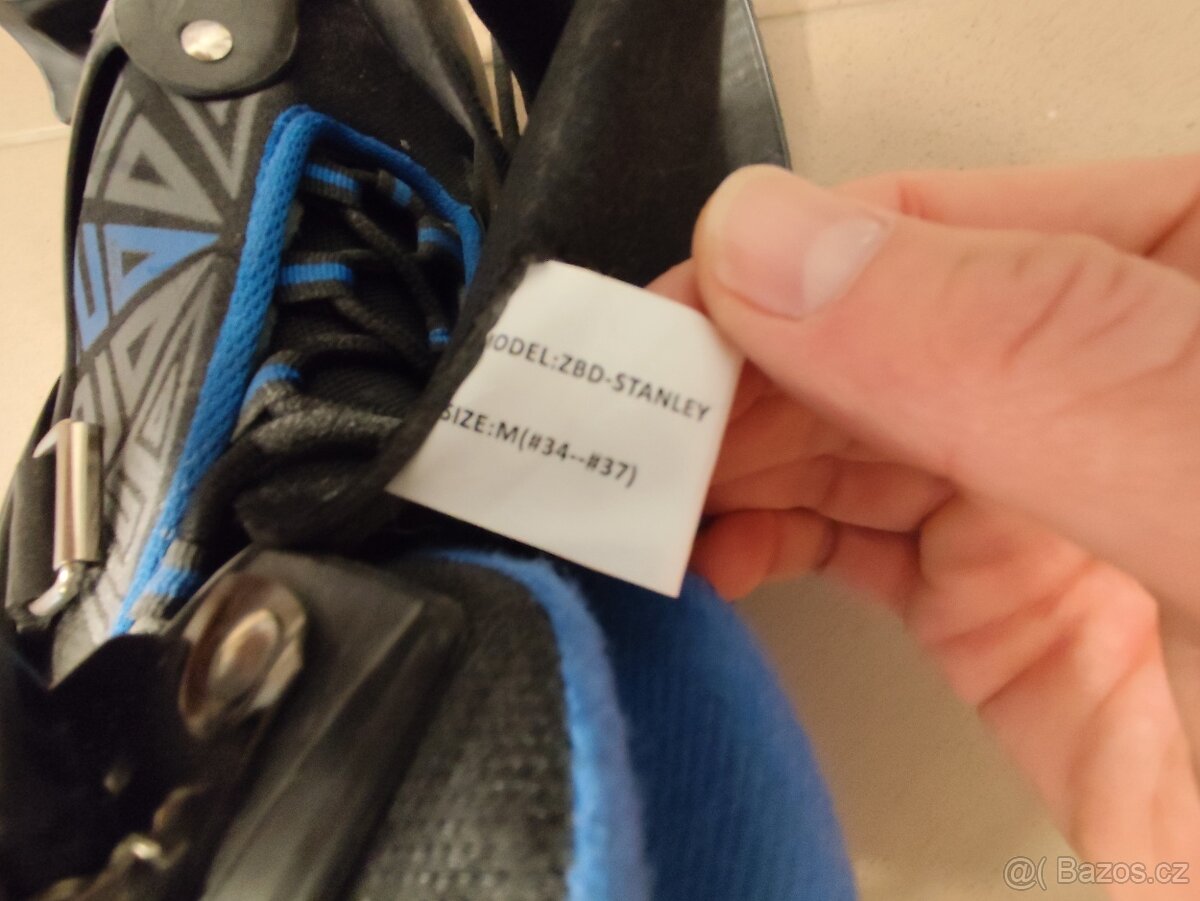 MODEL:ZBD-STANLEY
SIZE:M(#34--#37)
@( Bazos.cz